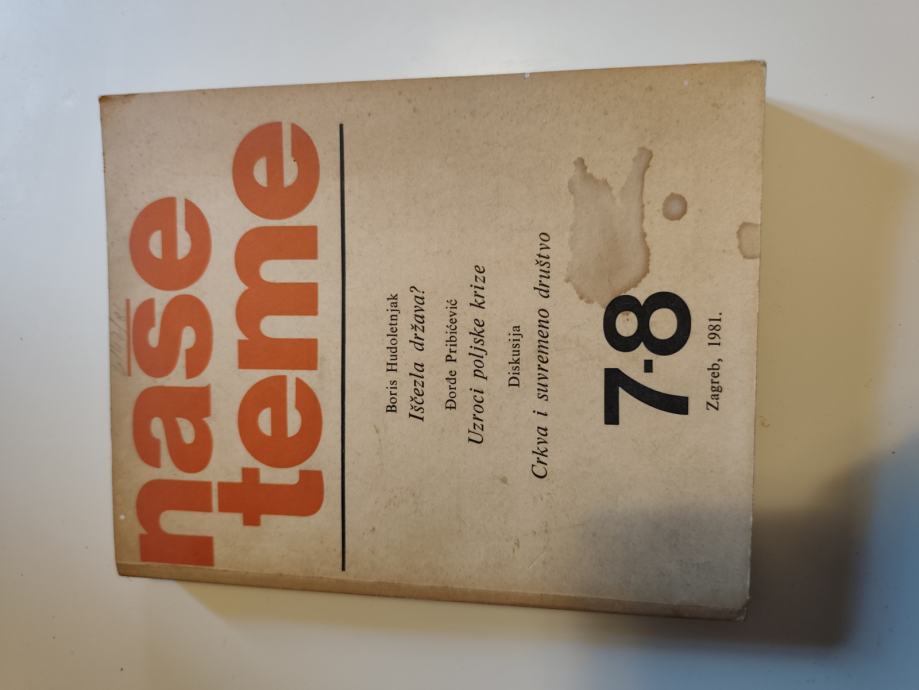 naše
teme
Boris Hudoletnjak
Iščezla država?
Đorđe Pribićević
Uzroci poljske krize
Diskusija
Crkva i suvremeno društvo
7-8
Zagreb, 1981.